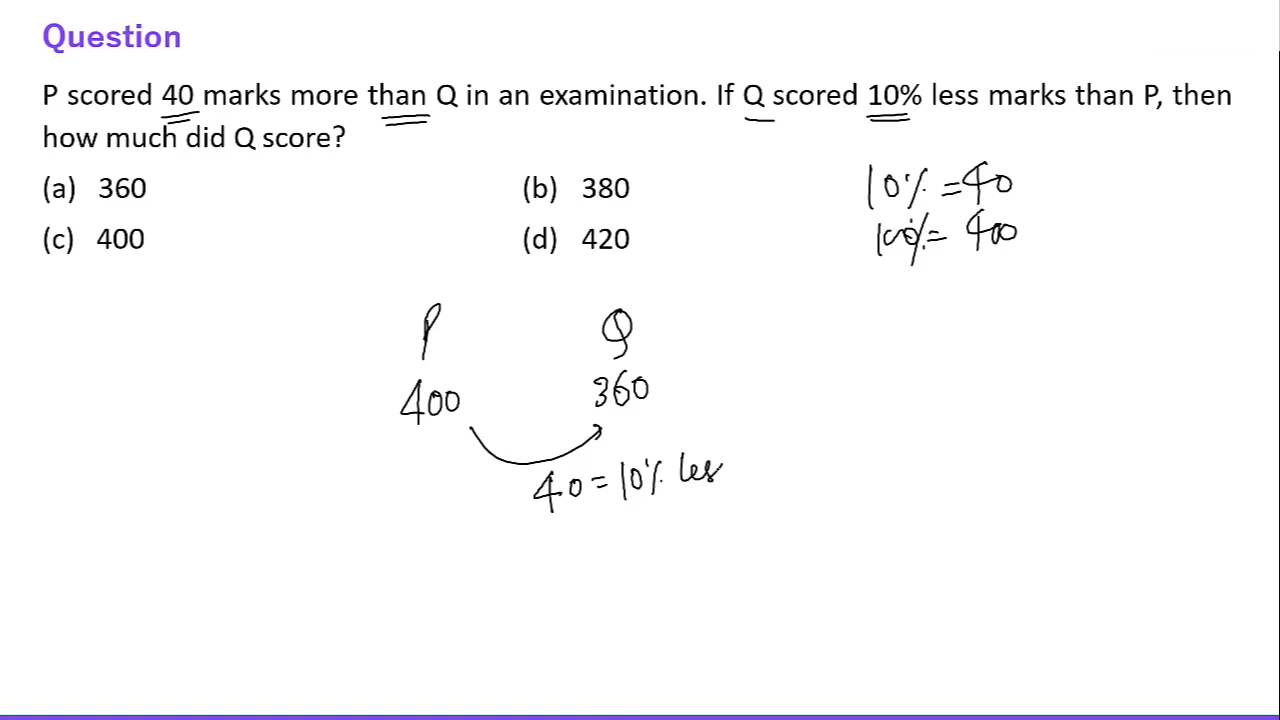 Question
P scored 40 marks more than Q in an examination. If Q scored 10% less marks than P, then
how much did Q score?
(a) 360 (b) 380
(c) 400 (d) 420
10% = 40
100% = 400
P Q
400 360
40 = 10% less